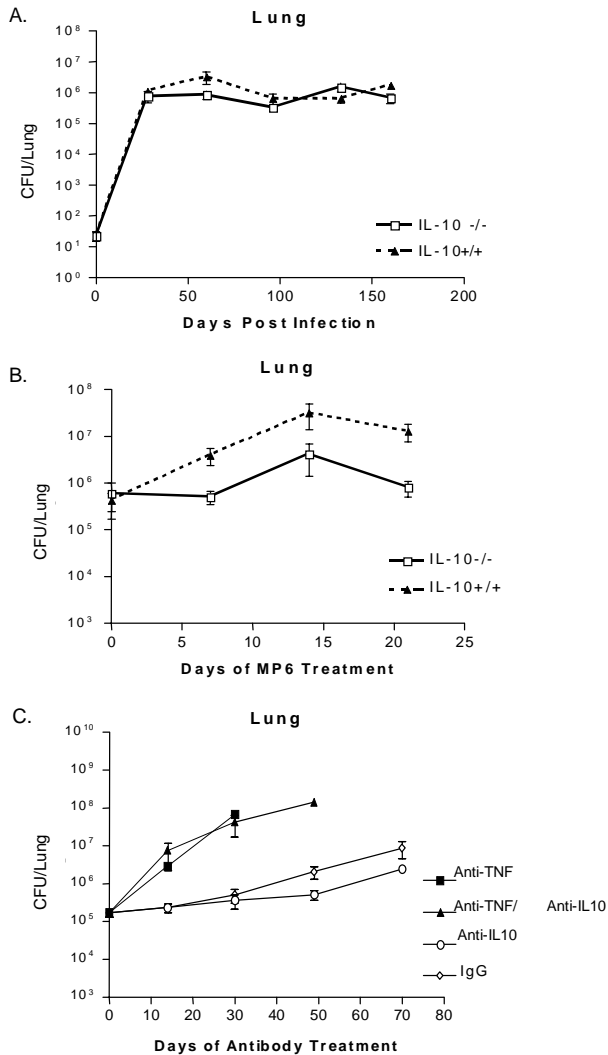 A.
Lung
10^8
10^7
10^6
10^5
10^4
10^3
10^2
10^1
10^0
CFU/Lung
IL-10 -/-
IL-10+/+
0 50 100 150 200
Days Post Infection
B.
Lung
10^8
10^7
10^6
10^5
10^4
10^3
CFU/Lung
IL-10-/-
IL-10+/+
0 5 10 15 20 25
Days of MP6 Treatment
C.
Lung
10^10
10^9
10^8
10^7
10^6
10^5
10^4
10^3
CFU/Lung
Anti-TNF
Anti-TNF/ Anti-IL10
Anti-IL10
IgG
0 10 20 30 40 50 60 70 80
Days of Antibody Treatment